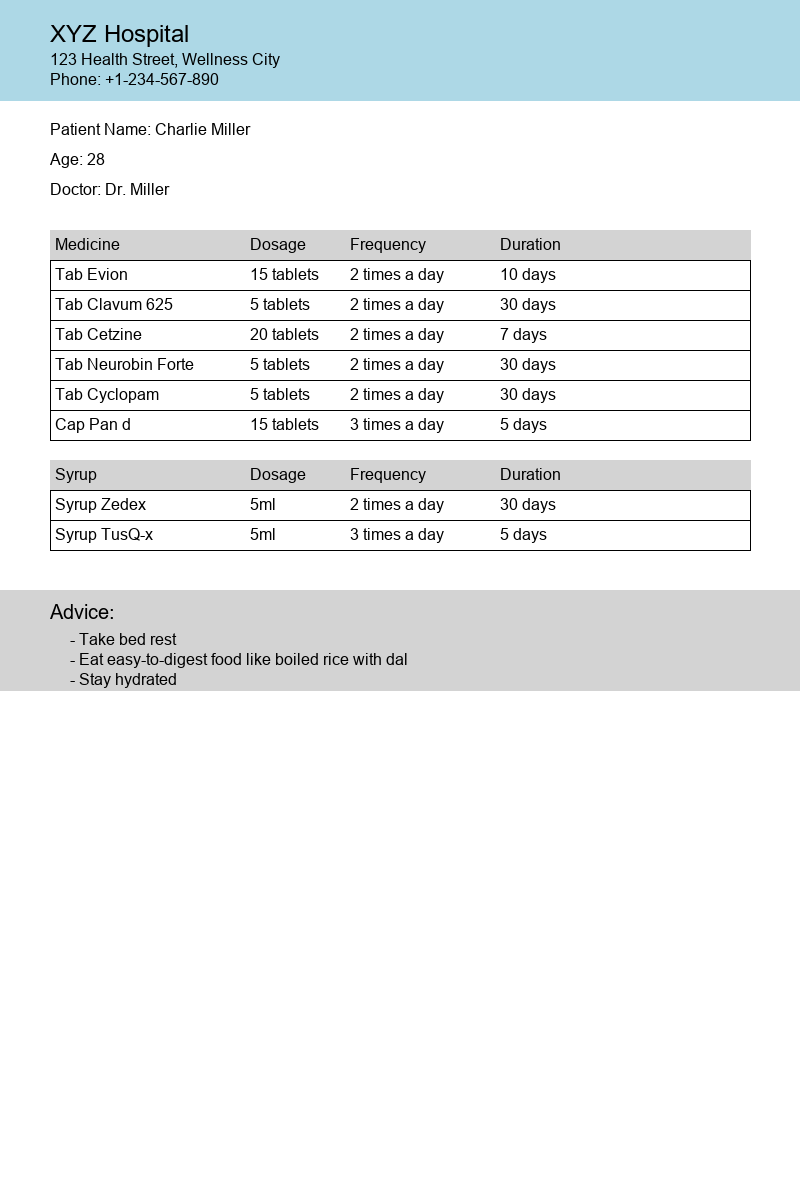 XYZ Hospital
123 Health Street, Wellness City
Phone: +1-234-567-890
Patient Name: Charlie Miller
Age: 28
Doctor: Dr. Miller
Medicine Dosage Frequency Duration
Tab Evion 15 tablets 2 times a day 10 days
Tab Clavum 625 5 tablets 2 times a day 30 days
Tab Cetzine 20 tablets 2 times a day 7 days
Tab Neurobin Forte 5 tablets 2 times a day 30 days
Tab Cyclopam 5 tablets 2 times a day 30 days
Cap Pan d 15 tablets 3 times a day 5 days
Syrup Dosage Frequency Duration
Syrup Zedex 5ml 2 times a day 30 days
Syrup TusQ-x 5ml 3 times a day 5 days
Advice:
- Take bed rest
- Eat easy-to-digest food like boiled rice with dal
- Stay hydrated